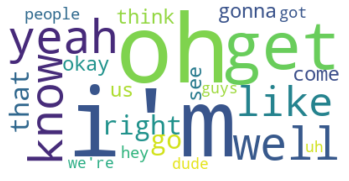 people
think
gonna
got
yeah
oh
get
okay
see
come
that
know
us
guys
i'm
like
right
go
well
we're
hey
dude
uh